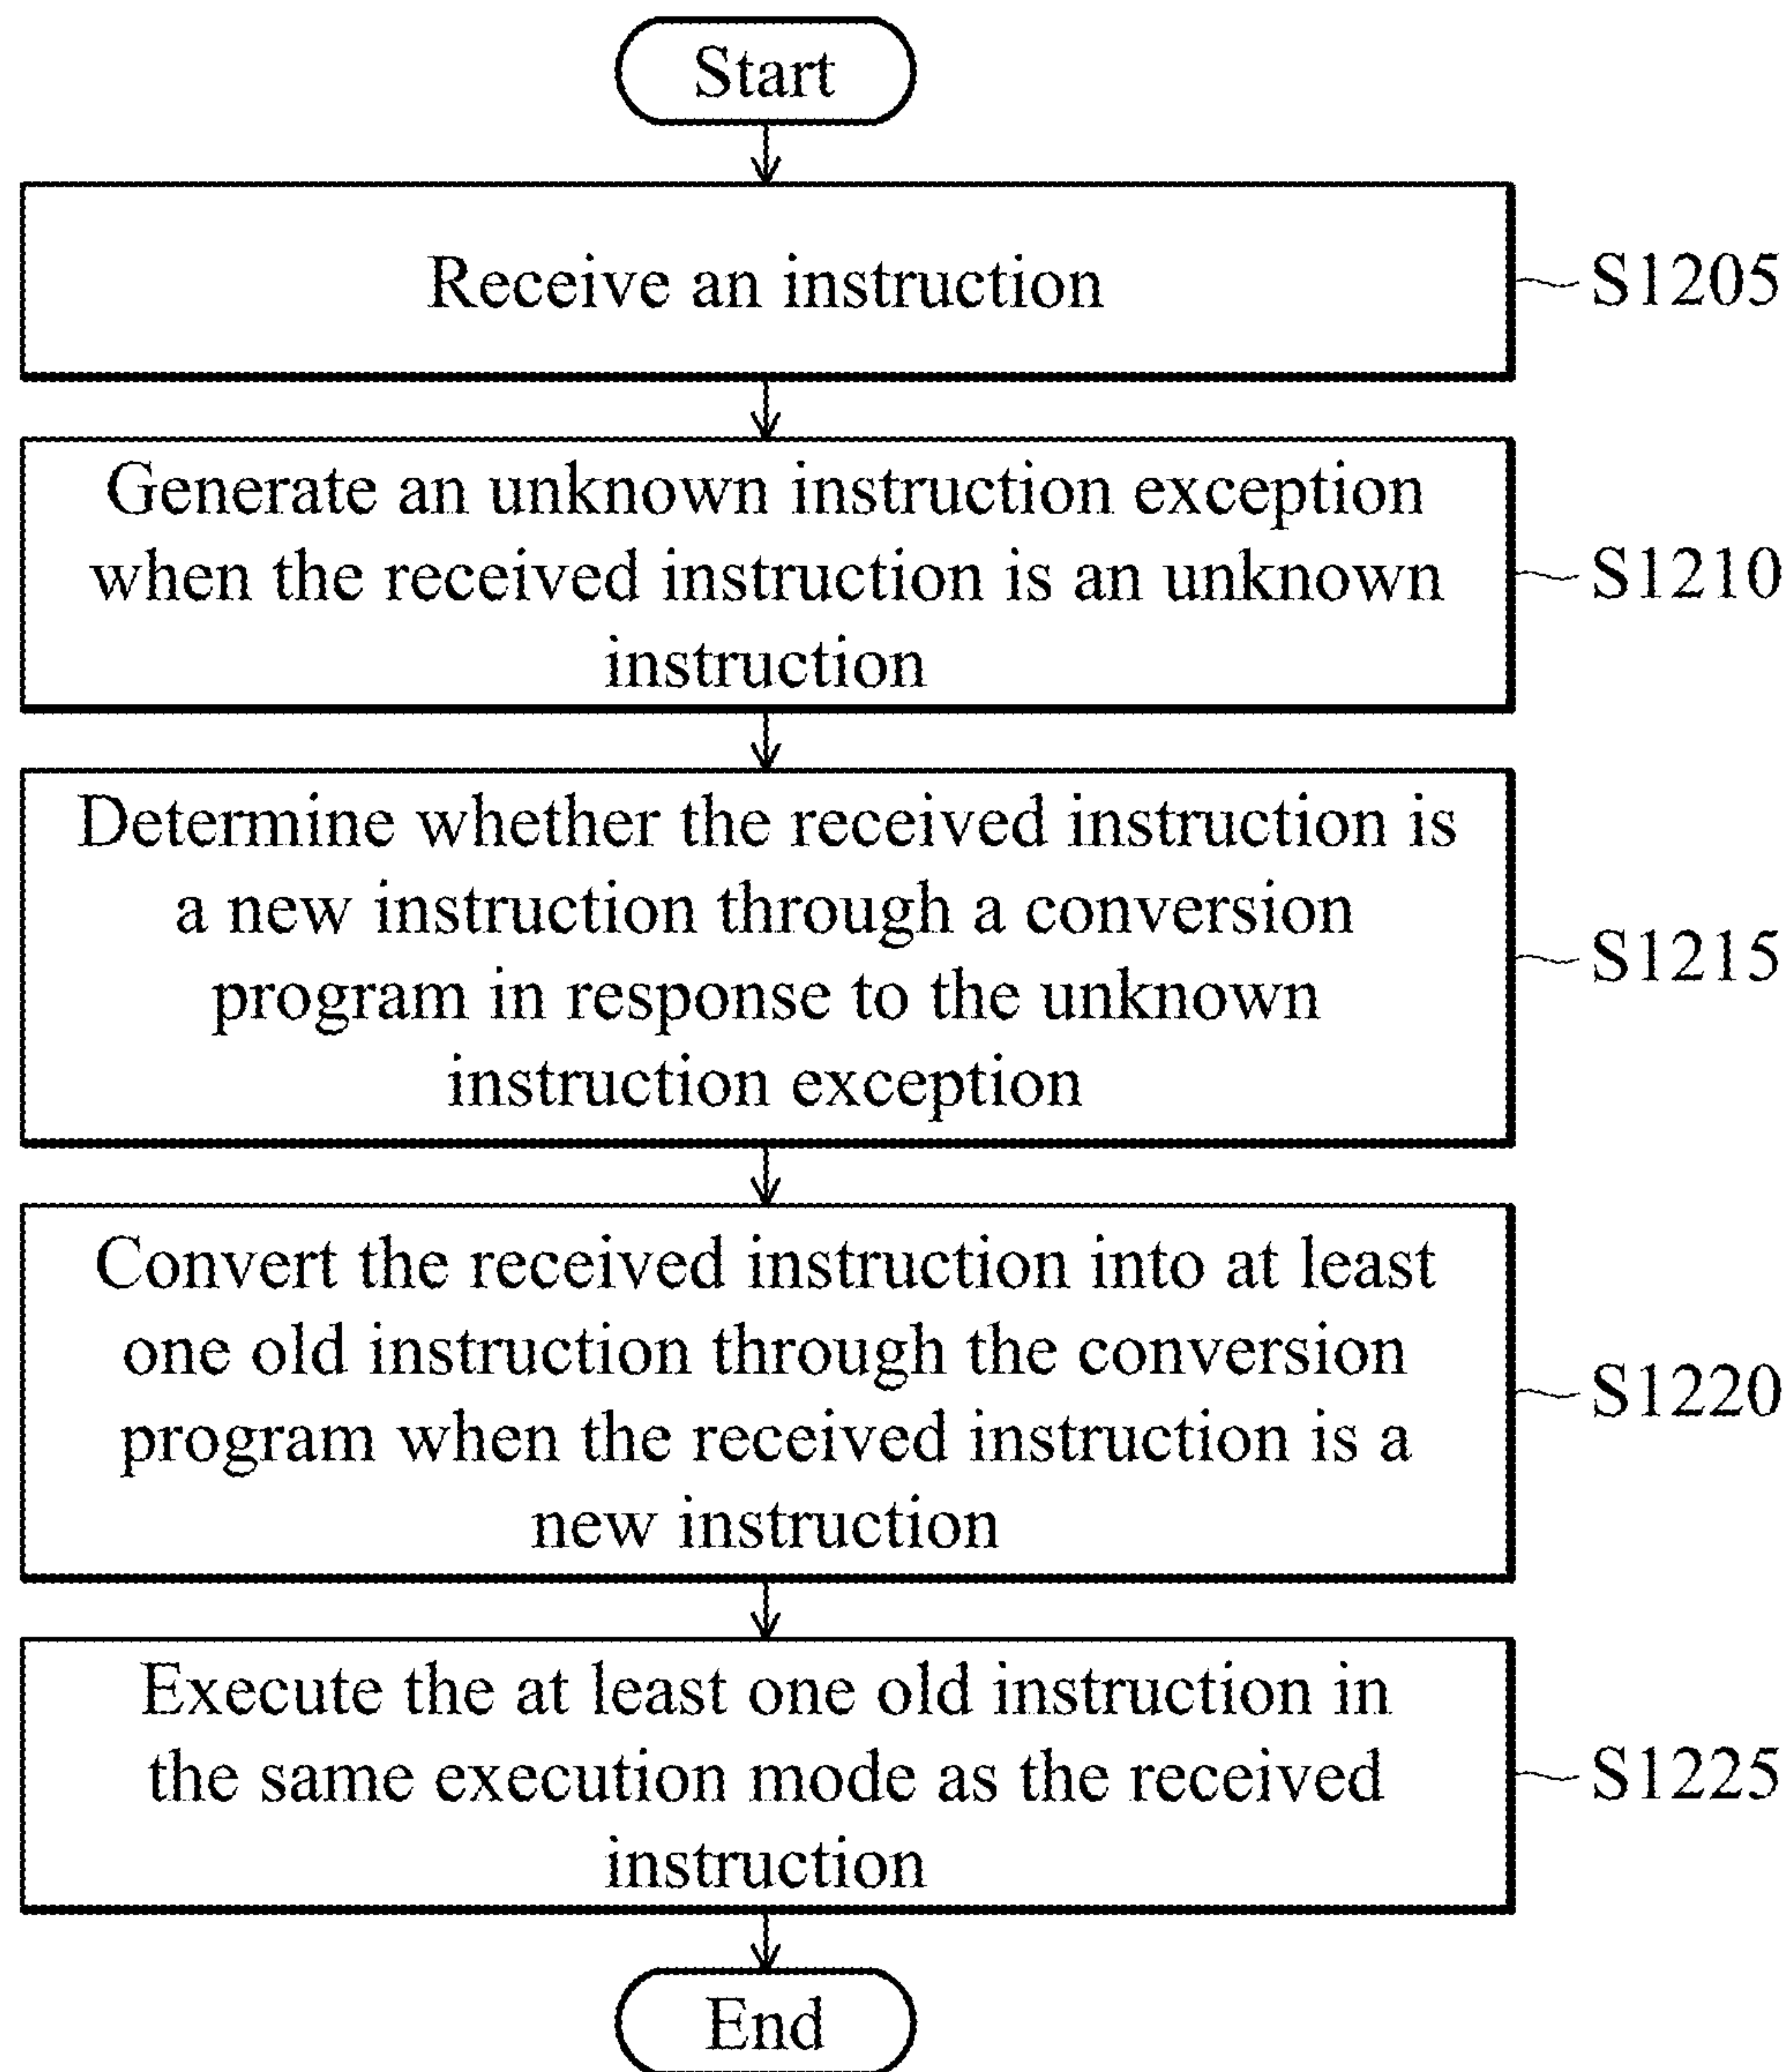 Start
Receive an instruction
S1205
Generate an unknown instruction exception
when the received instruction is an unknown
instruction
S1210
Determine whether the received instruction is
a new instruction through a conversion
program in response to the unknown
instruction exception
S1215
Convert the received instruction into at least
one old instruction through the conversion
program when the received instruction is a
new instruction
S1220
Execute the at least one old instruction in
the same execution mode as the received
instruction
S1225
End